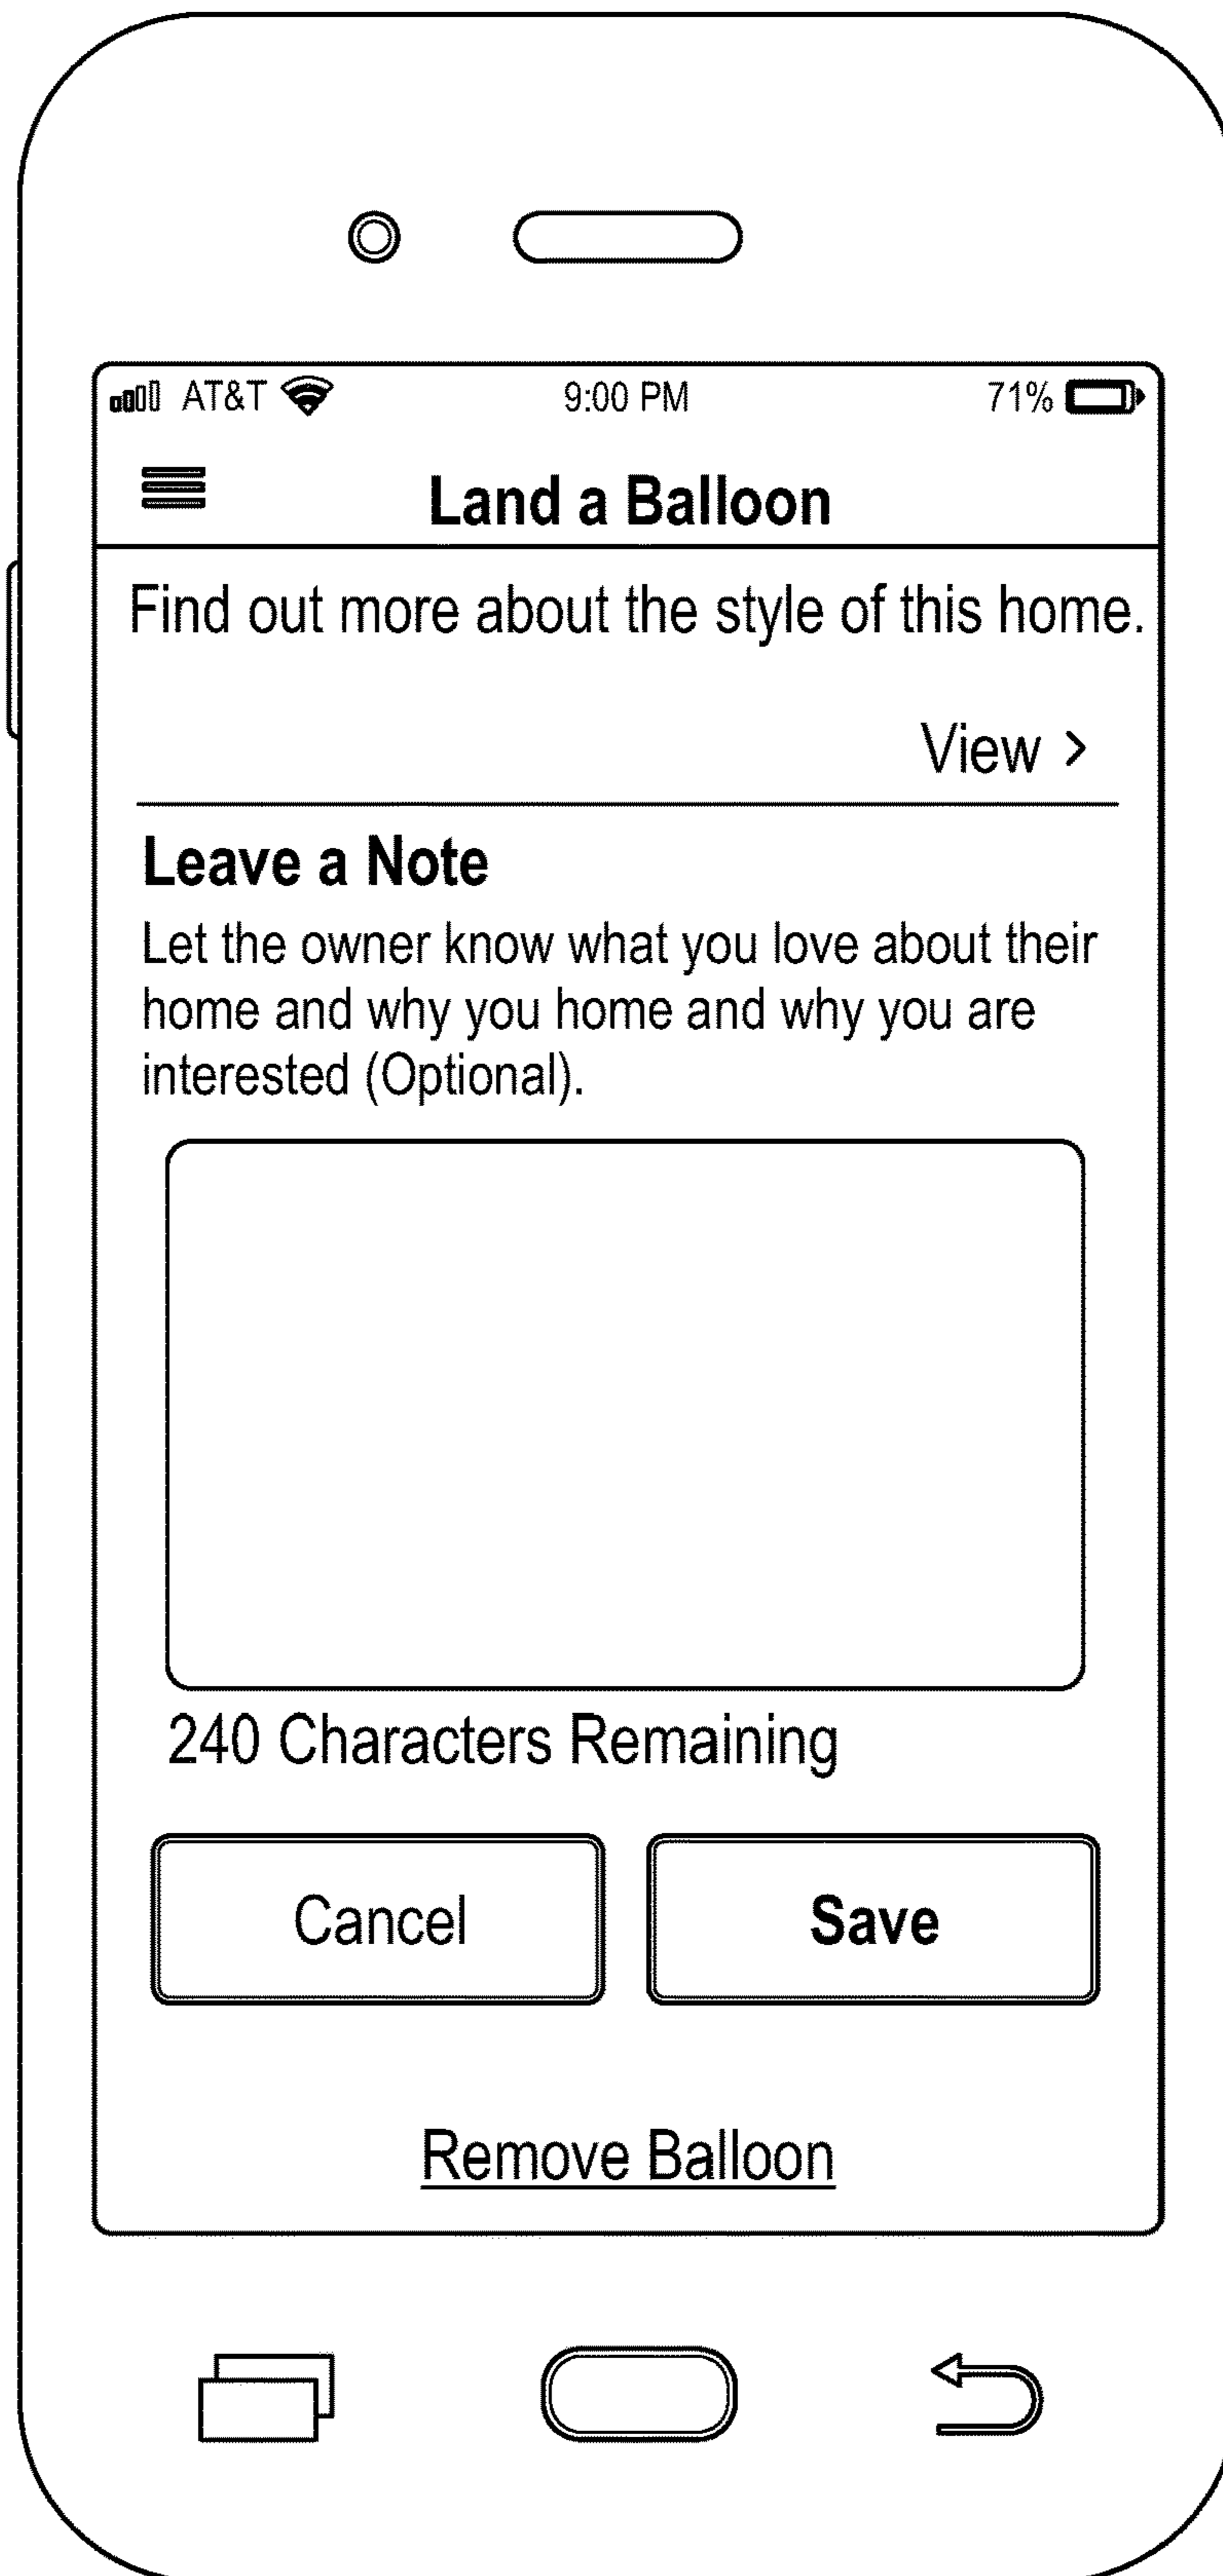 AT&T 9:00 PM 71%
Land a Balloon
Find out more about the style of this home.
View >
Leave a Note
Let the owner know what you love about their
home and why you home and why you are
interested (Optional).
240 Characters Remaining
Cancel Save
Remove Balloon